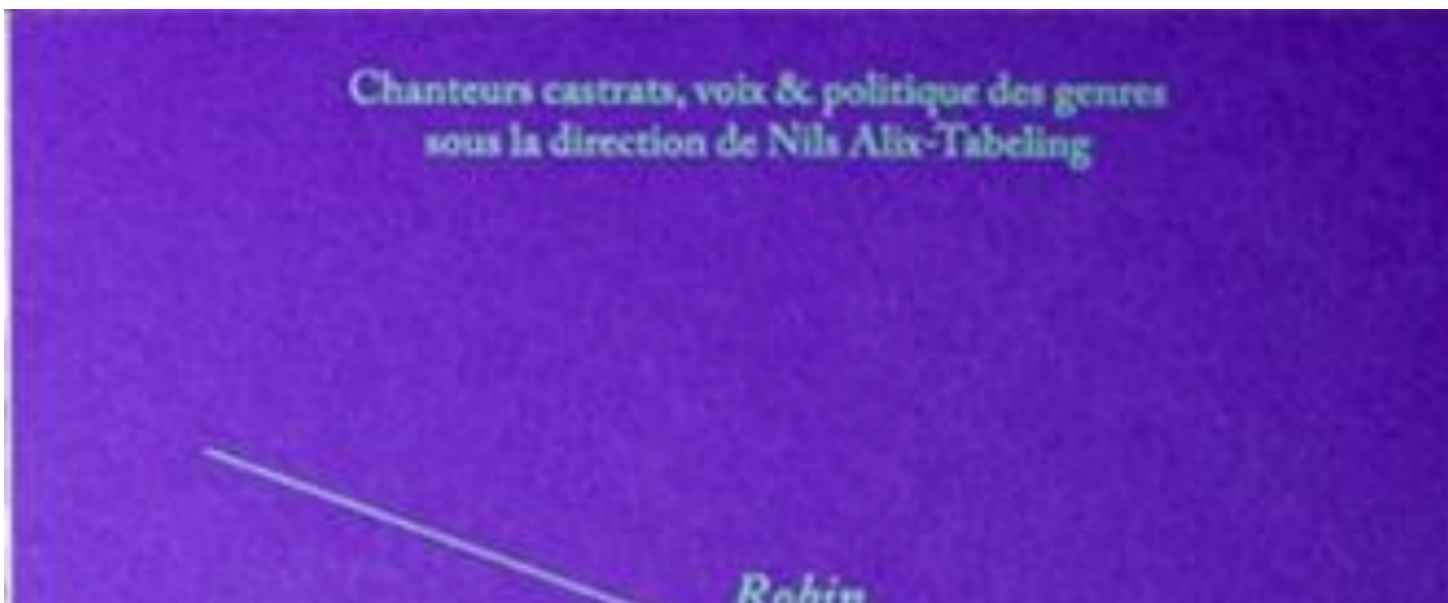 Chanteurs castrats, voix & politique des genres
sous la direction de Nils Alix-Tabeling
Robin